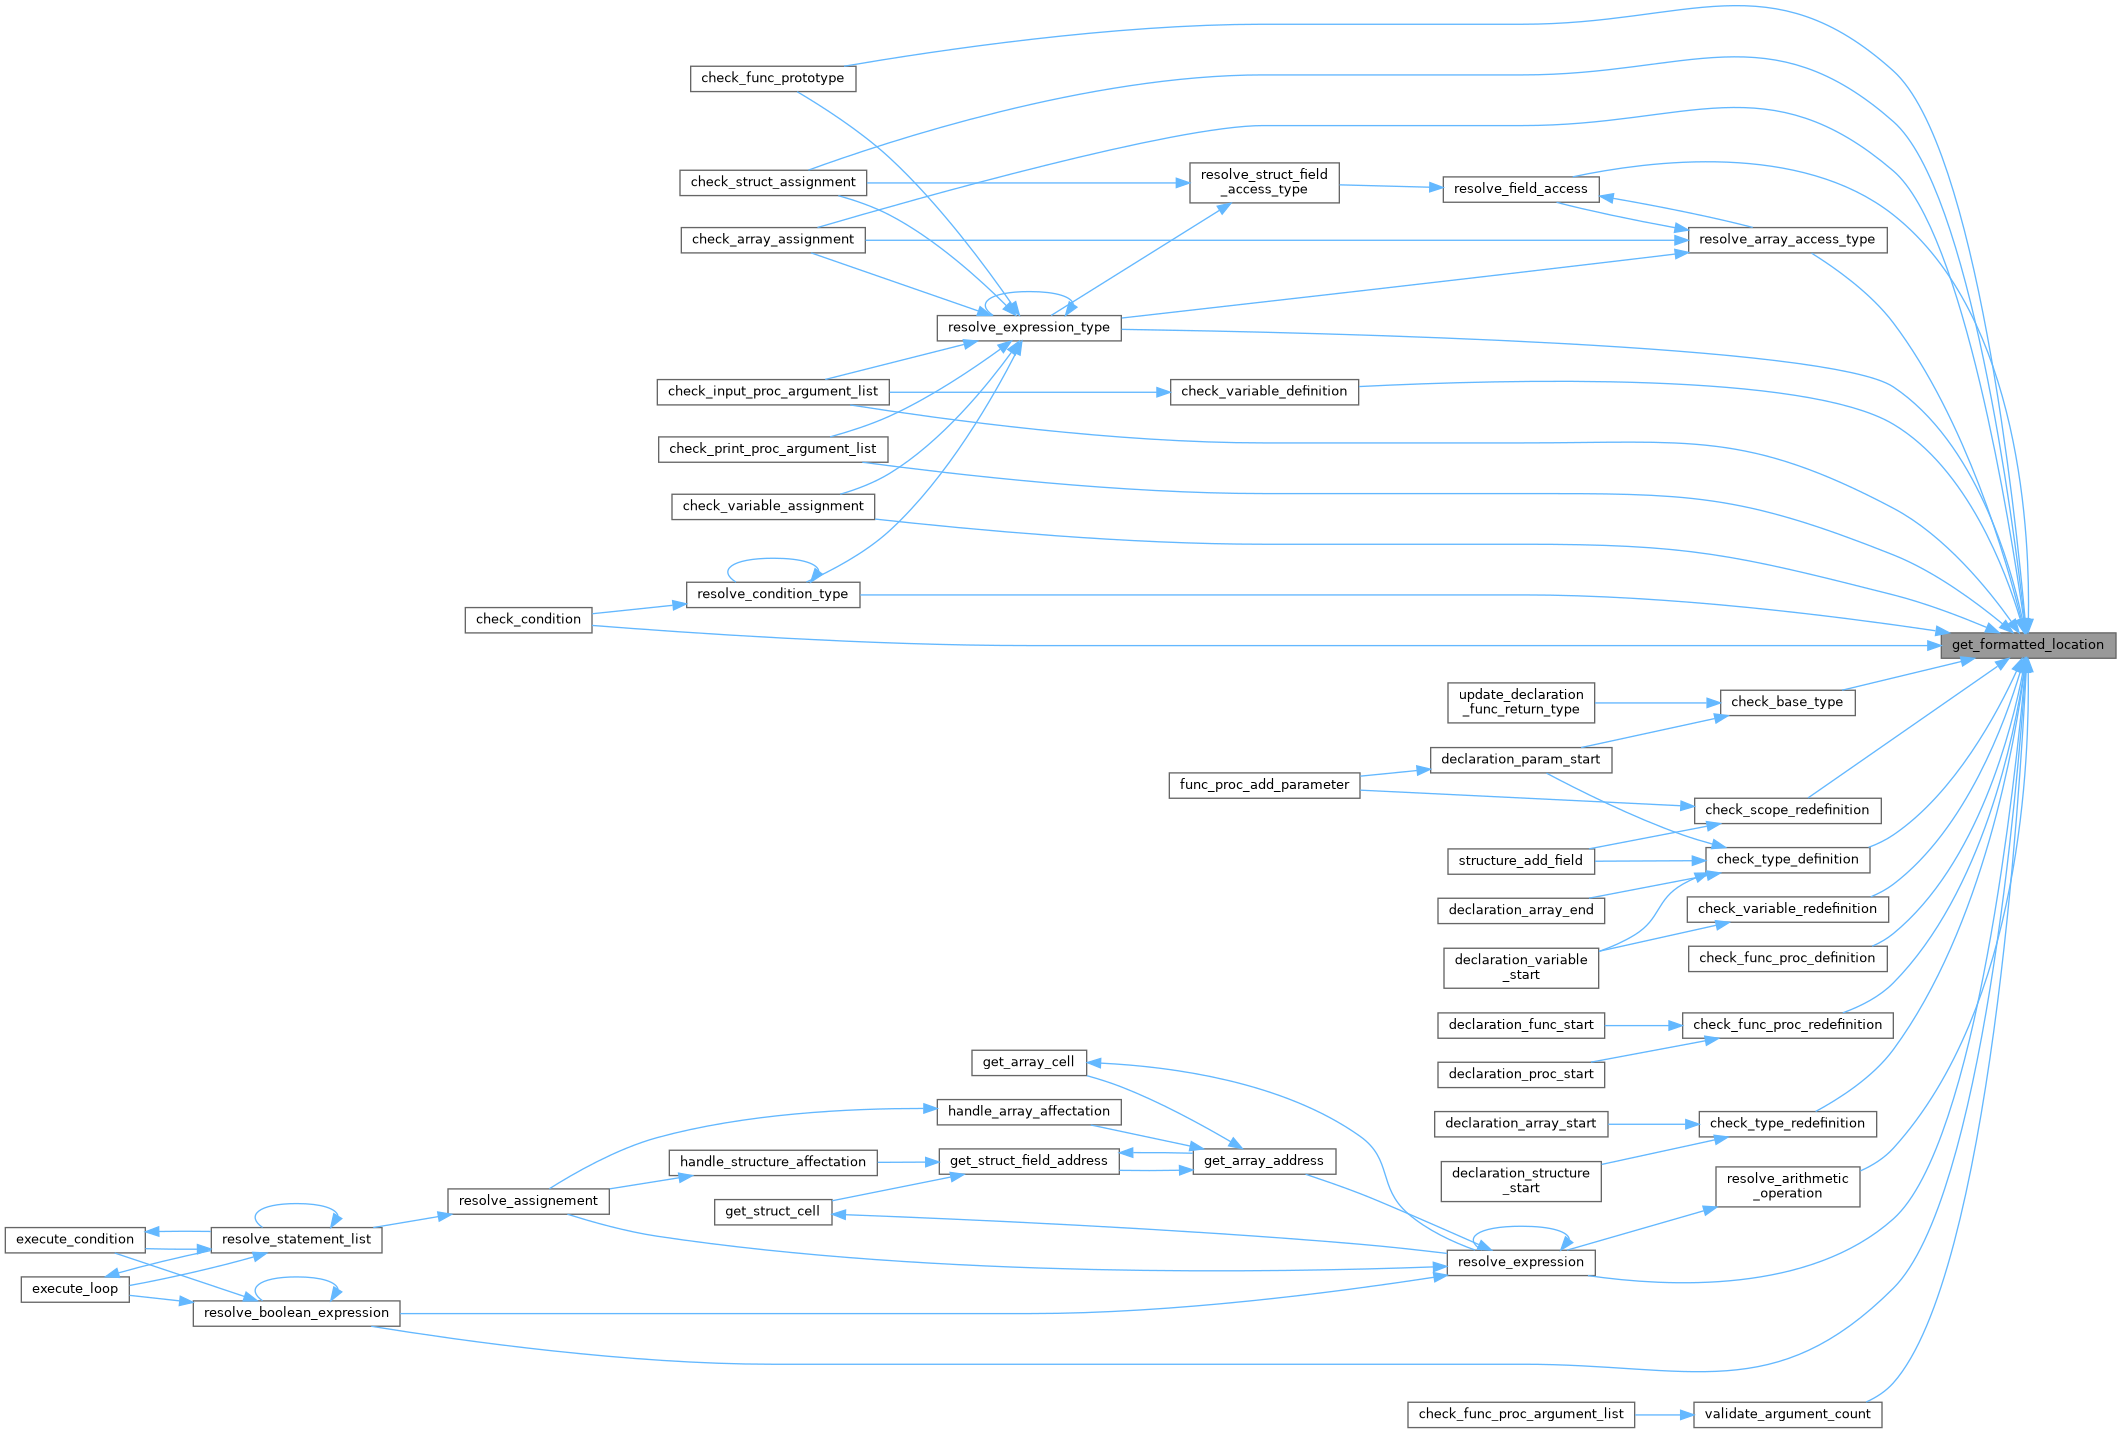 check_func_prototype
check_struct_assignment
resolve_struct_field
_access_type
resolve_field_access
check_array_assignment
resolve_array_access_type
resolve_expression_type
check_input_proc_argument_list
check_variable_definition
check_print_proc_argument_list
check_variable_assignment
resolve_condition_type
check_condition
get_formatted_location
update_declaration
_func_return_type
check_base_type
declaration_param_start
func_proc_add_parameter
check_scope_redefinition
structure_add_field
check_type_definition
declaration_array_end
check_variable_redefinition
declaration_variable
_start
check_func_proc_definition
declaration_func_start
check_func_proc_redefinition
declaration_proc_start
get_array_cell
handle_array_affectation
declaration_array_start
check_type_redefinition
handle_structure_affectation
get_struct_field_address
get_array_address
declaration_structure
_start
resolve_arithmetic
_operation
resolve_assignement
get_struct_cell
execute_condition
resolve_statement_list
resolve_expression
execute_loop
resolve_boolean_expression
check_func_proc_argument_list
validate_argument_count